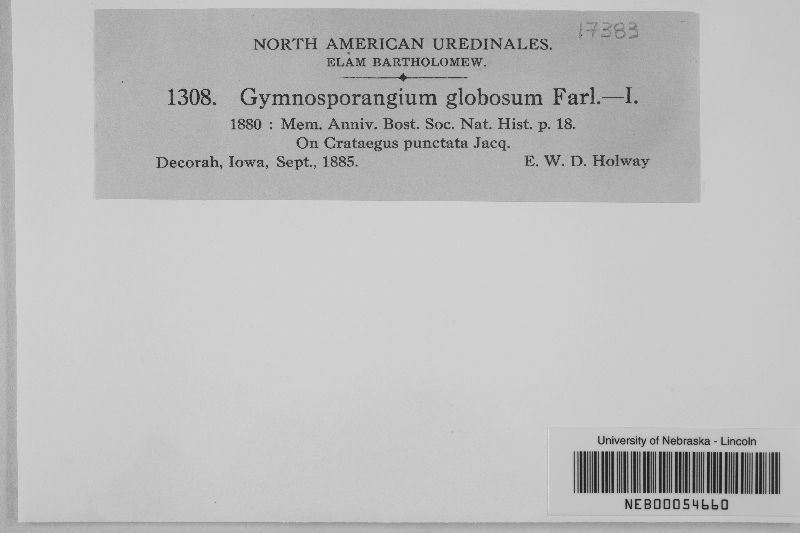 17383
NORTH AMERICAN UREDINALES.
ELAM BARTHOLOMEW.
1308. Gymnosporangium globosum Farl.—I.
1880 : Mem. Anniv. Bost. Soc. Nat. Hist. p. 18.
On Crataegus punctata Jacq.
Decorah, Iowa, Sept., 1885. E. W. D. Holway
University of Nebraska - Lincoln
NEB00054660